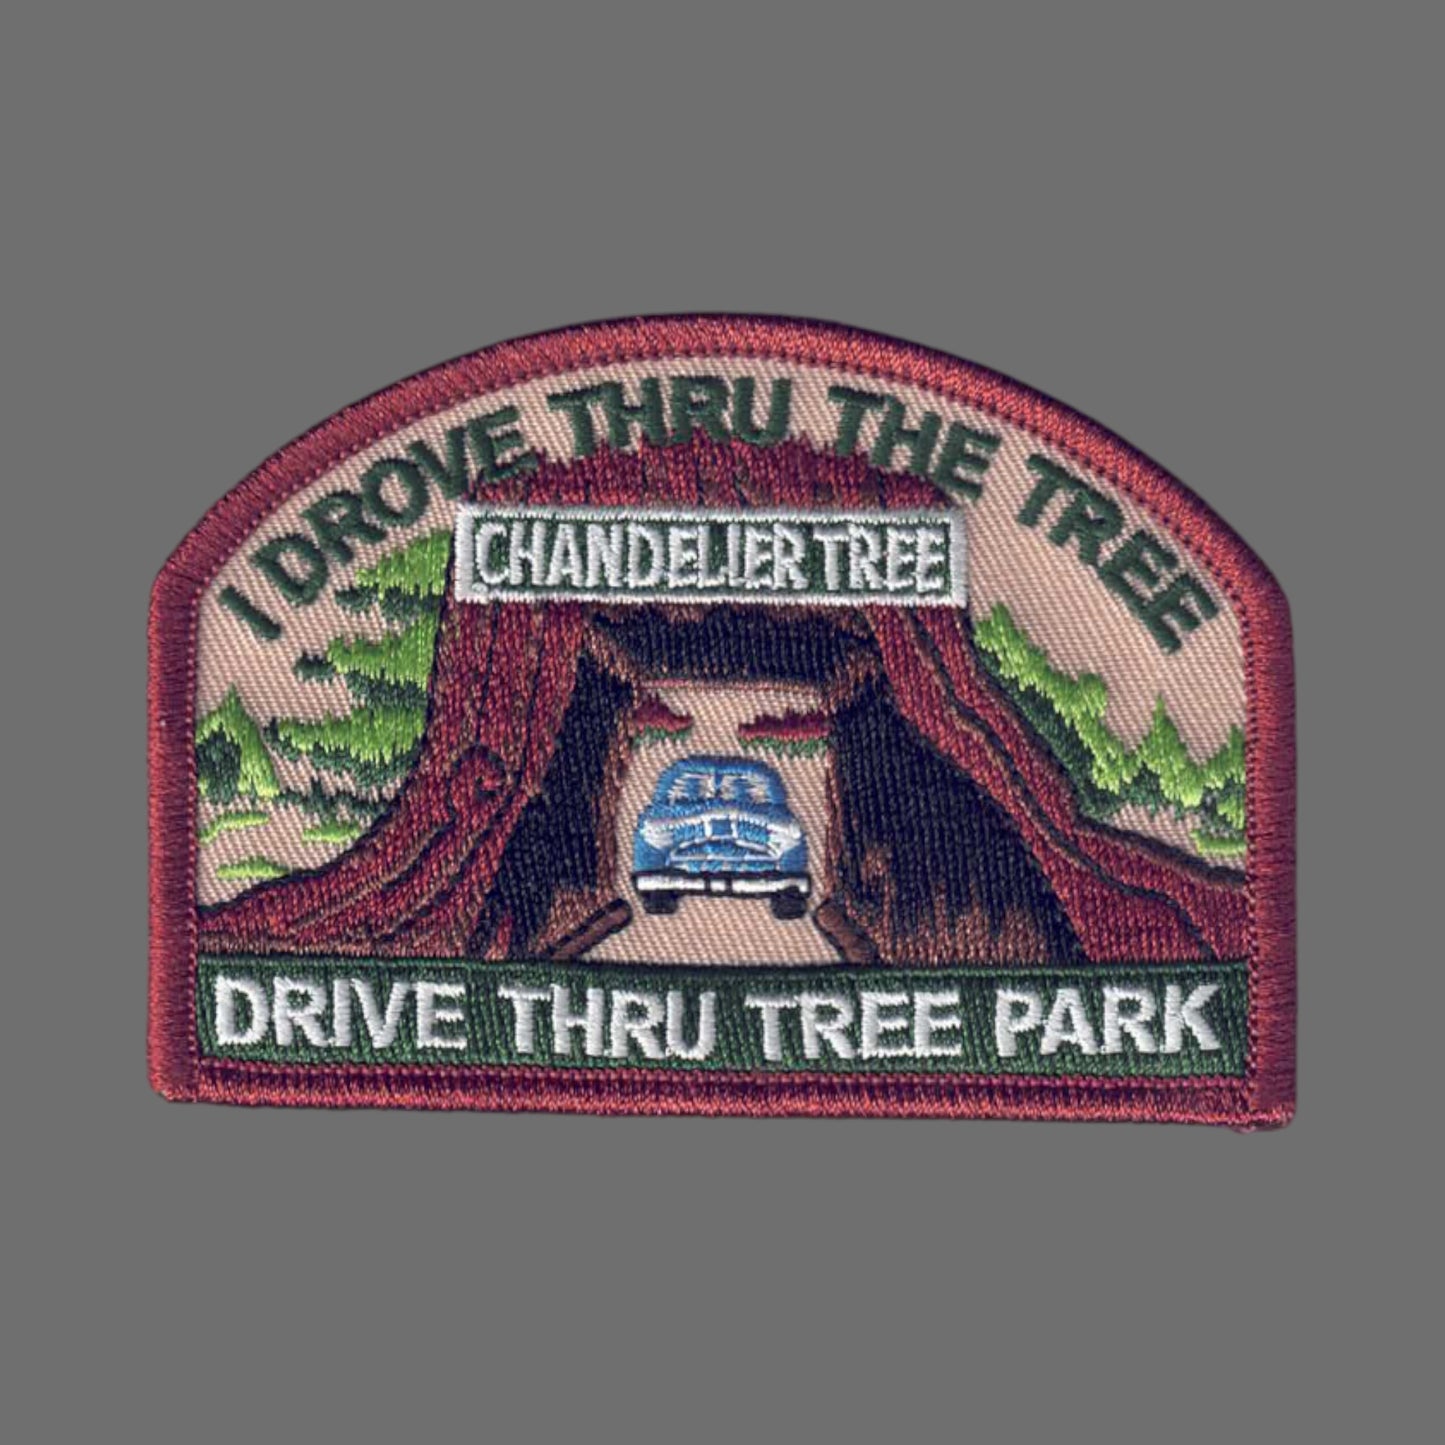 I DROVE THRU THE TREE
CHANDELIER TREE
DRIVE THRU TREE PARK